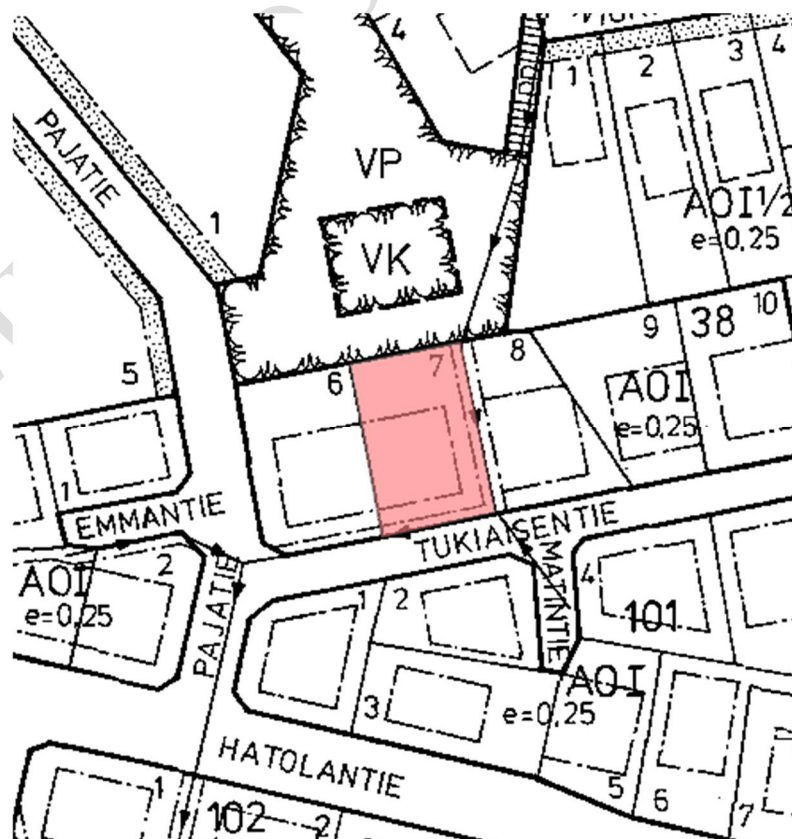 4
1
2
3
4
PAJATIE
VP
1
AOI½
e=0,25
VK
10
38
9
8
7
6
5
AOI
e=0,25
1
EMMANTIE
TUKIAISENTIE
MATINTIE
2
4
AOI
e=0,25
PAJATIE
1
2
101
AOI
3
e=0,25
HATOLANTIE
1
5
6
7
102
2